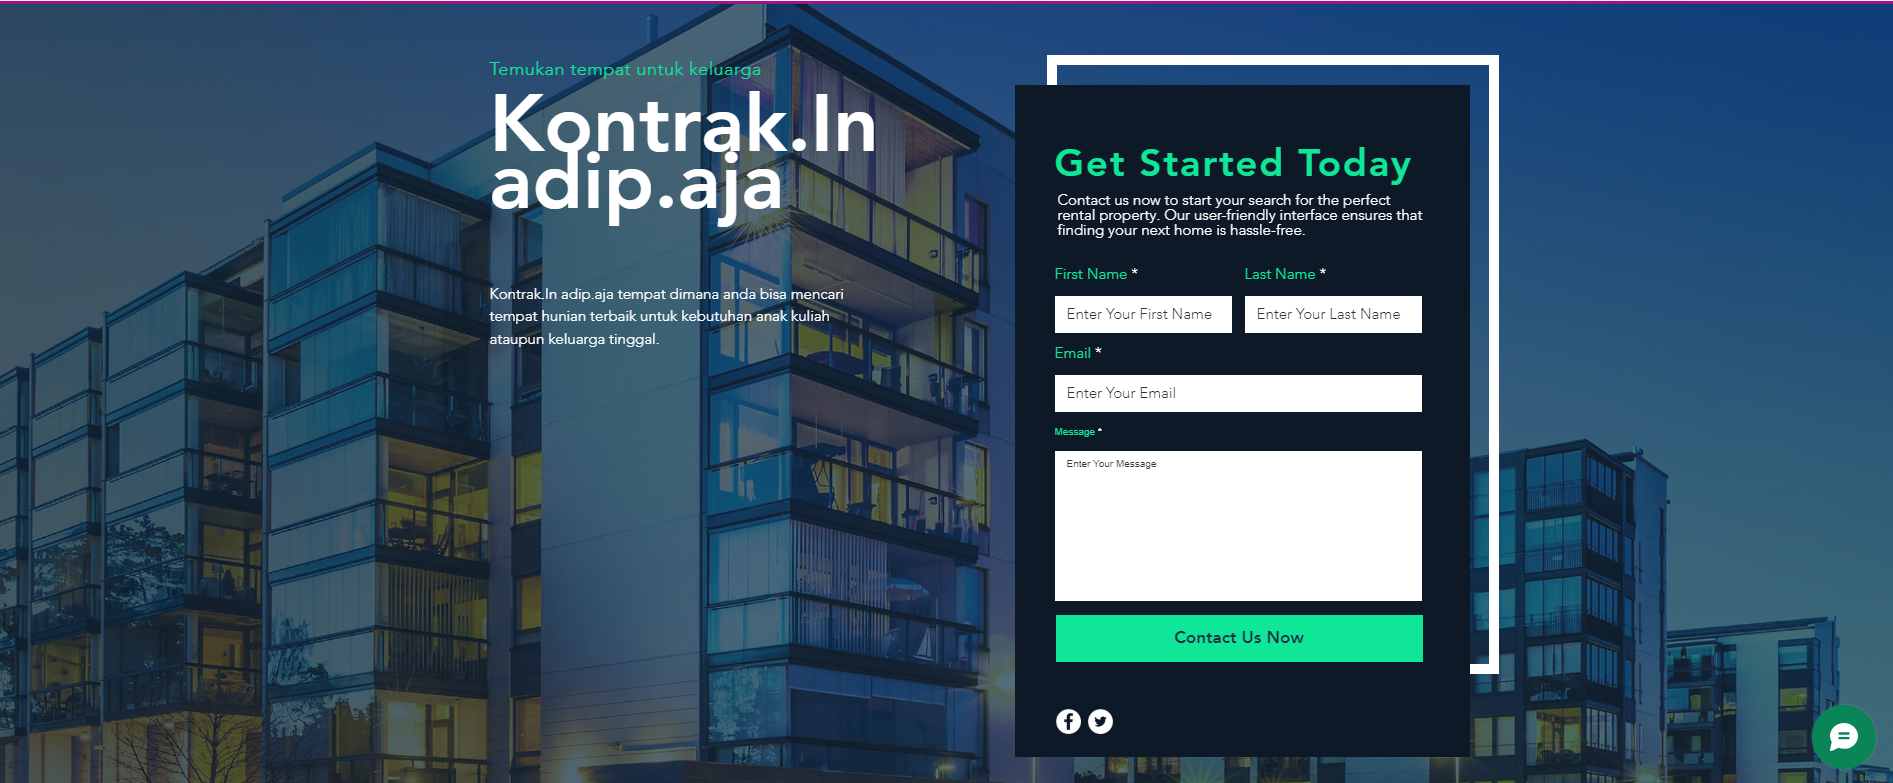 Temukan tempat untuk keluarga
Kontrak.In
adip.aja
Kontrak.In adip.aja tempat dimana anda bisa mencari
tempat hunian terbaik untuk kebutuhan anak kuliah
ataupun keluarga tinggal.
Get Started Today
Contact us now to start your search for the perfect
rental property. Our user-friendly interface ensures that
finding your next home is hassle-free.
First Name *
Last Name *
Enter Your First Name
Enter Your Last Name
Email *
Enter Your Email
Message *
Enter Your Message
Contact Us Now